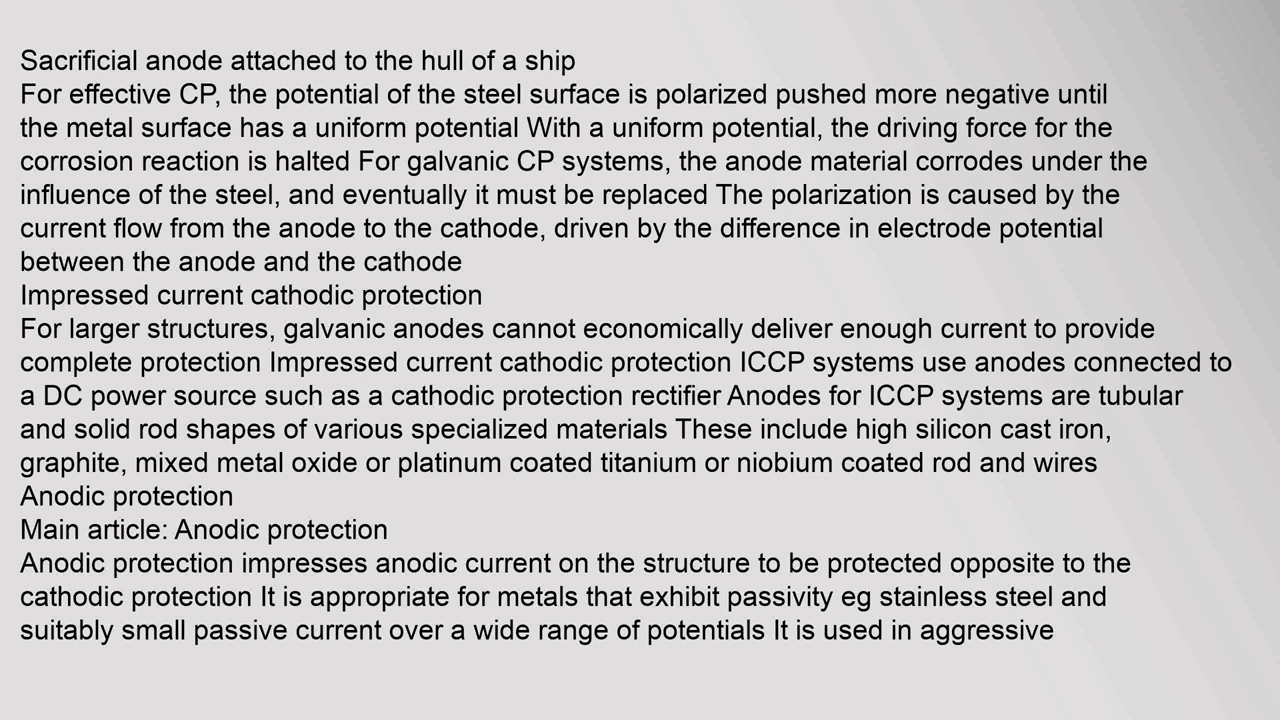 Sacrificial anode attached to the hull of a ship
For effective CP, the potential of the steel surface is polarized pushed more negative until
the metal surface has a uniform potential With a uniform potential, the driving force for the
corrosion reaction is halted For galvanic CP systems, the anode material corrodes under the
influence of the steel, and eventually it must be replaced The polarization is caused by the
current flow from the anode to the cathode, driven by the difference in electrode potential
between the anode and the cathode
Impressed current cathodic protection
For larger structures, galvanic anodes cannot economically deliver enough current to provide
complete protection Impressed current cathodic protection ICCP systems use anodes connected to
a DC power source such as a cathodic protection rectifier Anodes for ICCP systems are tubular
and solid rod shapes of various specialized materials These include high silicon cast iron,
graphite, mixed metal oxide or platinum coated titanium or niobium coated rod and wires
Anodic protection
Main article: Anodic protection
Anodic protection impresses anodic current on the structure to be protected opposite to the
cathodic protection It is appropriate for metals that exhibit passivity eg stainless steel and
suitably small passive current over a wide range of potentials It is used in aggressive